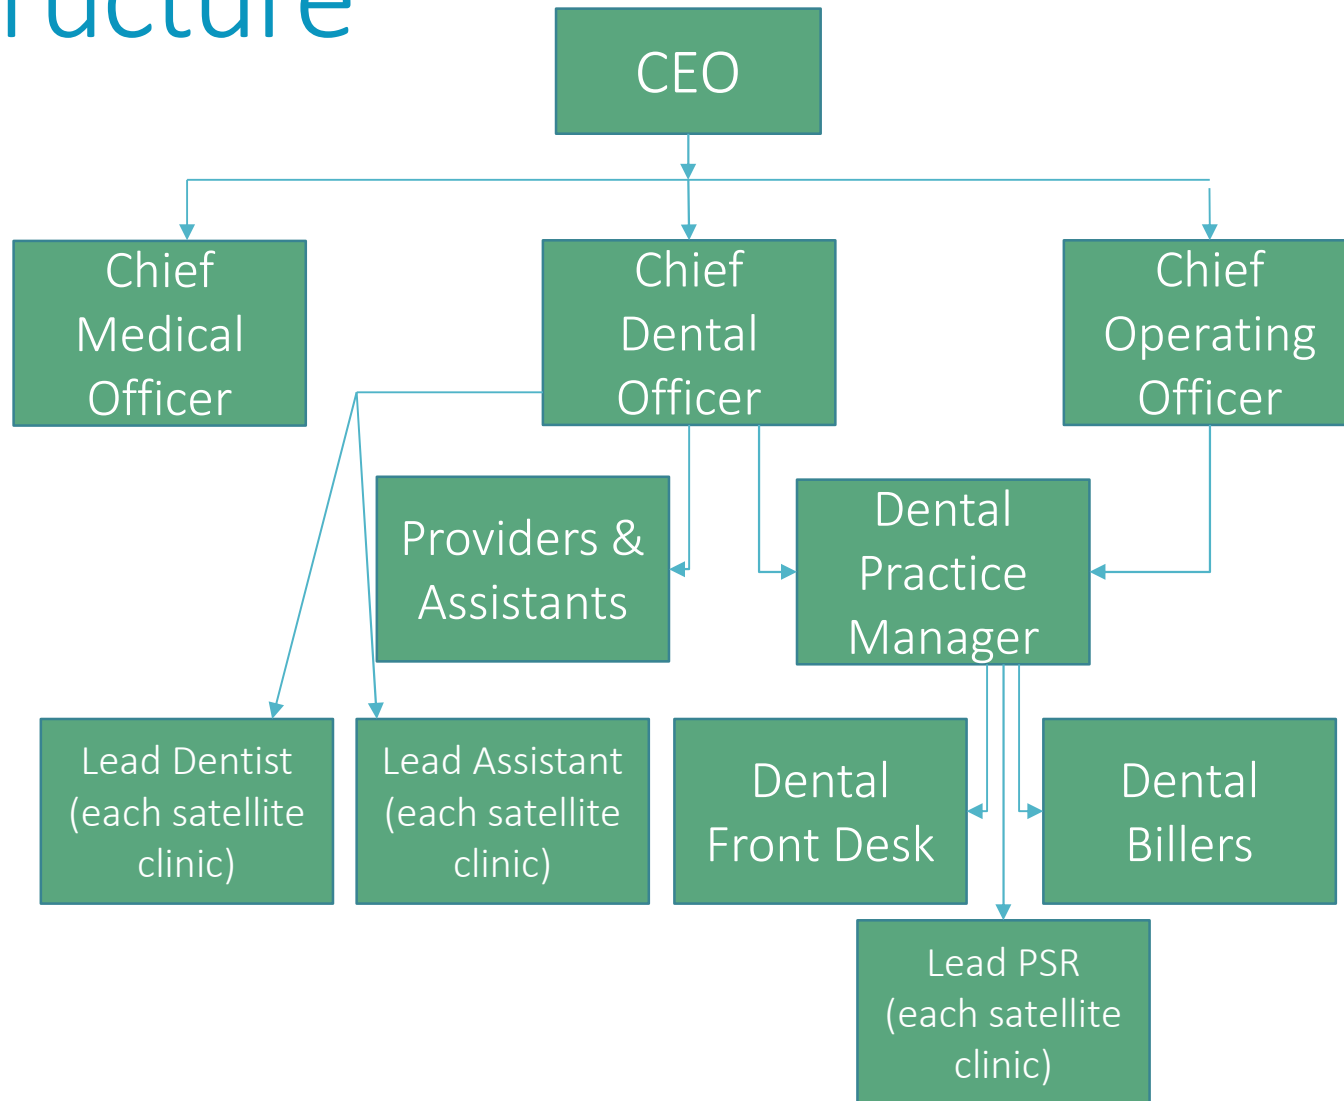 ructure
CEO
Chief
Medical
Officer
Chief
Dental
Officer
Chief
Operating
Officer
Providers &
Assistants
Dental
Practice
Manager
Lead Dentist
(each satellite
clinic)
Lead Assistant
(each satellite
clinic)
Dental
Front Desk
Dental
Billers
Lead PSR
(each satellite
clinic)